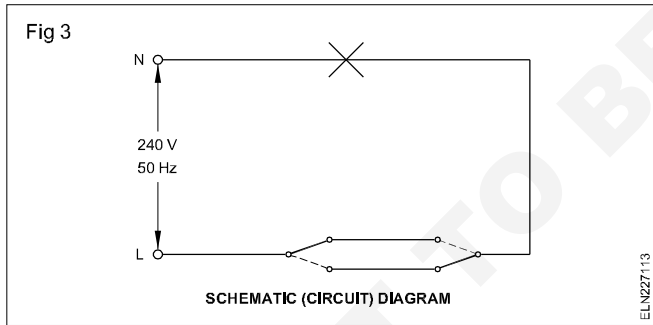 Fig 3
N
240 V
50 Hz
L
SCHEMATIC (CIRCUIT) DIAGRAM
ELN227113